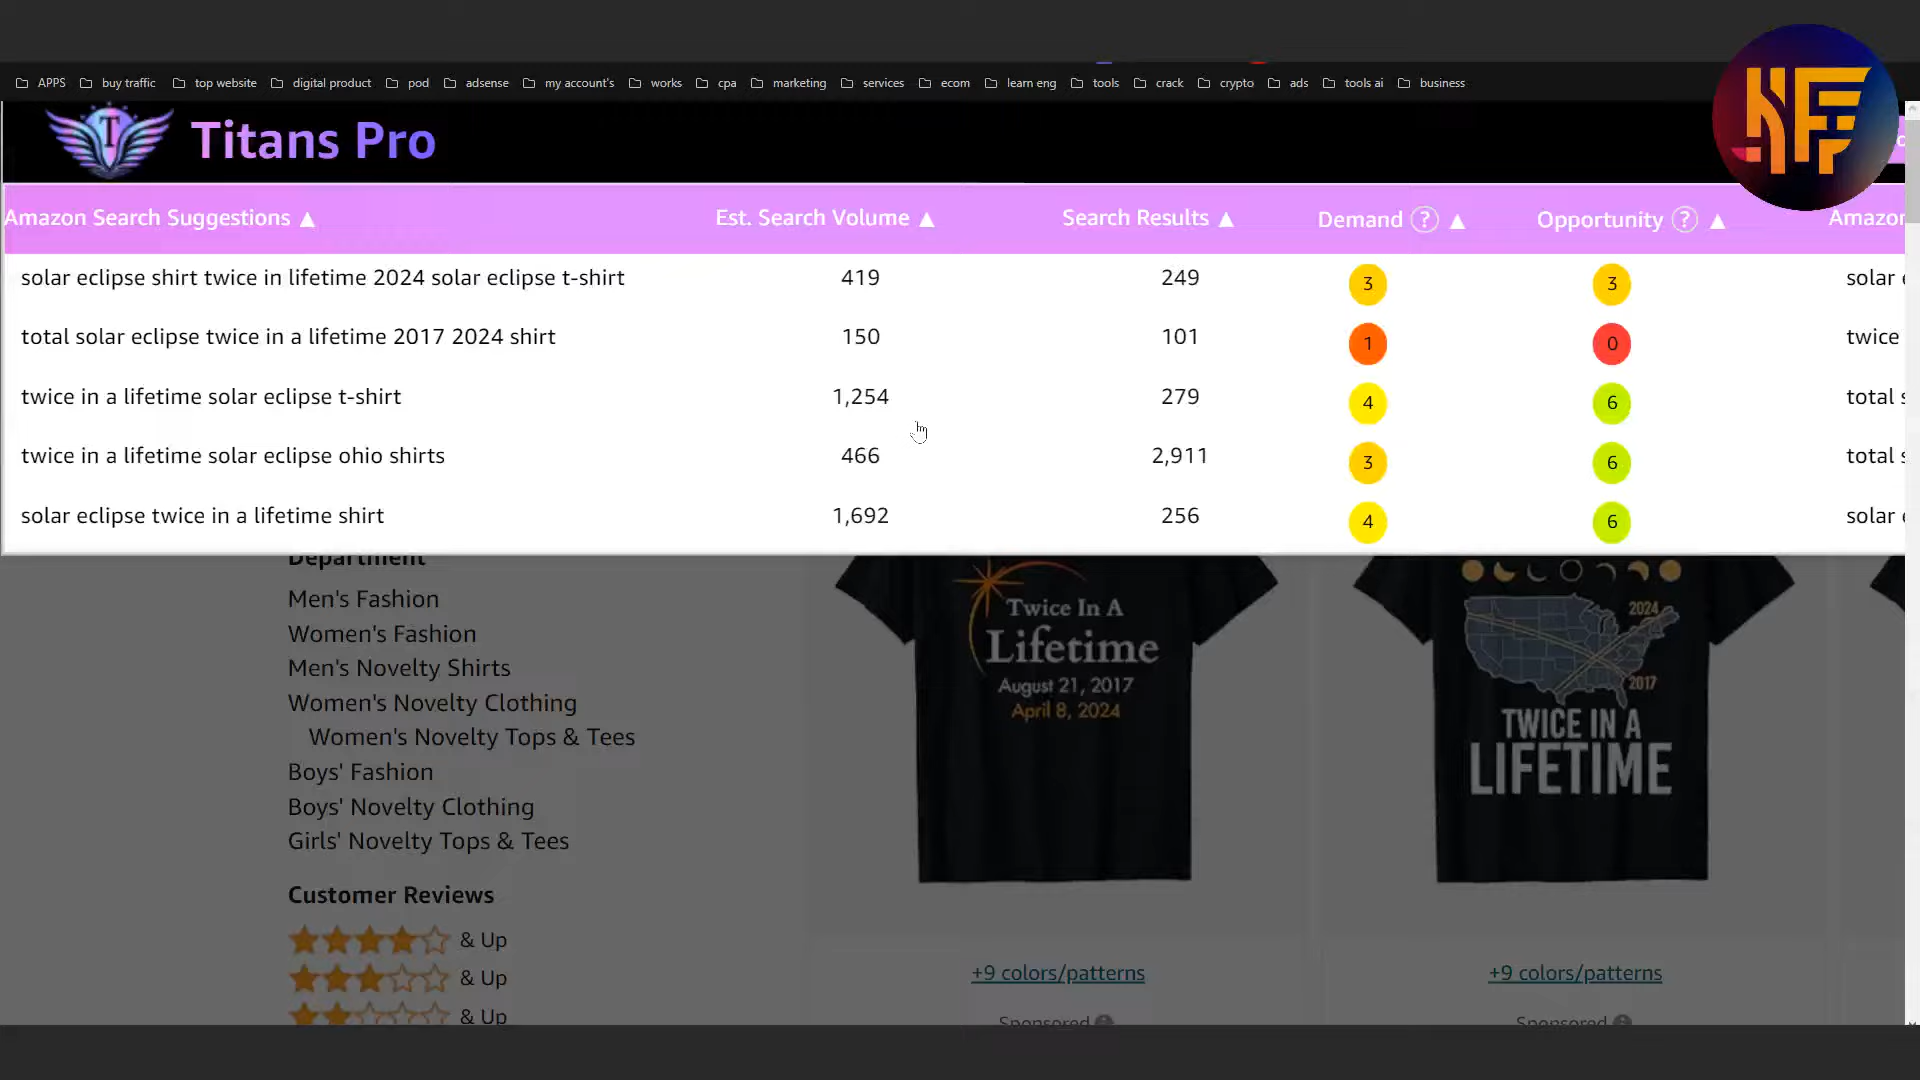 APPS buy traffic top website digital product pod adsense my account's works cpa marketing services ecom learn eng tools crack crypto ads tools ai business
Titans Pro
Amazon Search Suggestions ▲ Est. Search Volume ▲ Search Results ▲ Demand ? ▲ Opportunity ? ▲
solar eclipse shirt twice in lifetime 2024 solar eclipse t-shirt 419 249 3 3 solar
total solar eclipse twice in a lifetime 2017 2024 shirt 150 101 1 0 twice
twice in a lifetime solar eclipse t-shirt 1,254 279 4 6 total
twice in a lifetime solar eclipse ohio shirts 466 2,911 3 6 total
solar eclipse twice in a lifetime shirt 1,692 256 4 6 solar
Department
Men's Fashion
Women's Fashion
Men's Novelty Shirts
Women's Novelty Clothing
Women's Novelty Tops & Tees
Boys' Fashion
Boys' Novelty Clothing
Girls' Novelty Tops & Tees
Customer Reviews
& Up
& Up
& Up
Twice In A
Lifetime
August 21, 2017
April 8, 2024
+9 colors/patterns
Sponsored
2024
2017
TWICE IN A
LIFETIME
+9 colors/patterns
Sponsored